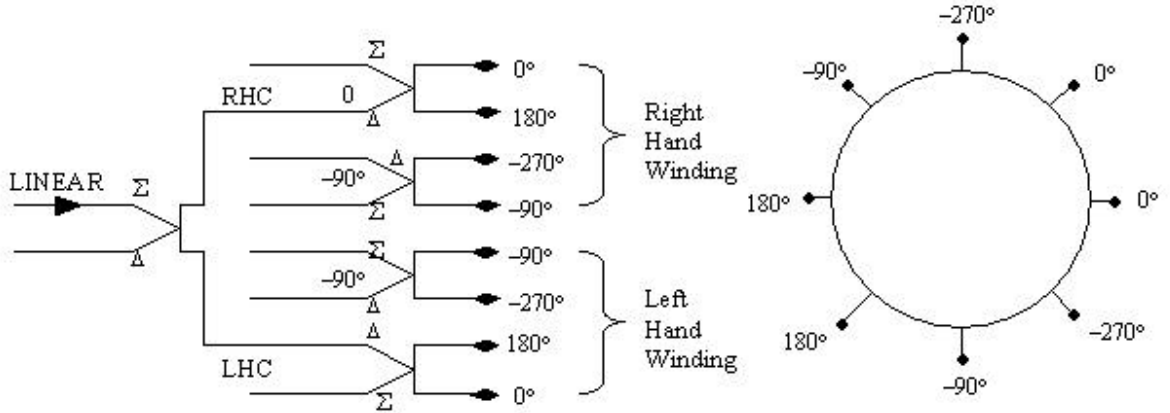 Σ
0°
RHC
0
Δ
180°
Right
Hand
Winding
Δ
−270°
−90°
Σ
−90°
LINEAR
Σ
Δ
Σ
−90°
−90°
Δ
−270°
Left
Hand
Winding
Δ
180°
LHC
Σ
0°
−270°
−90°
0°
180°
0°
180°
−270°
−90°